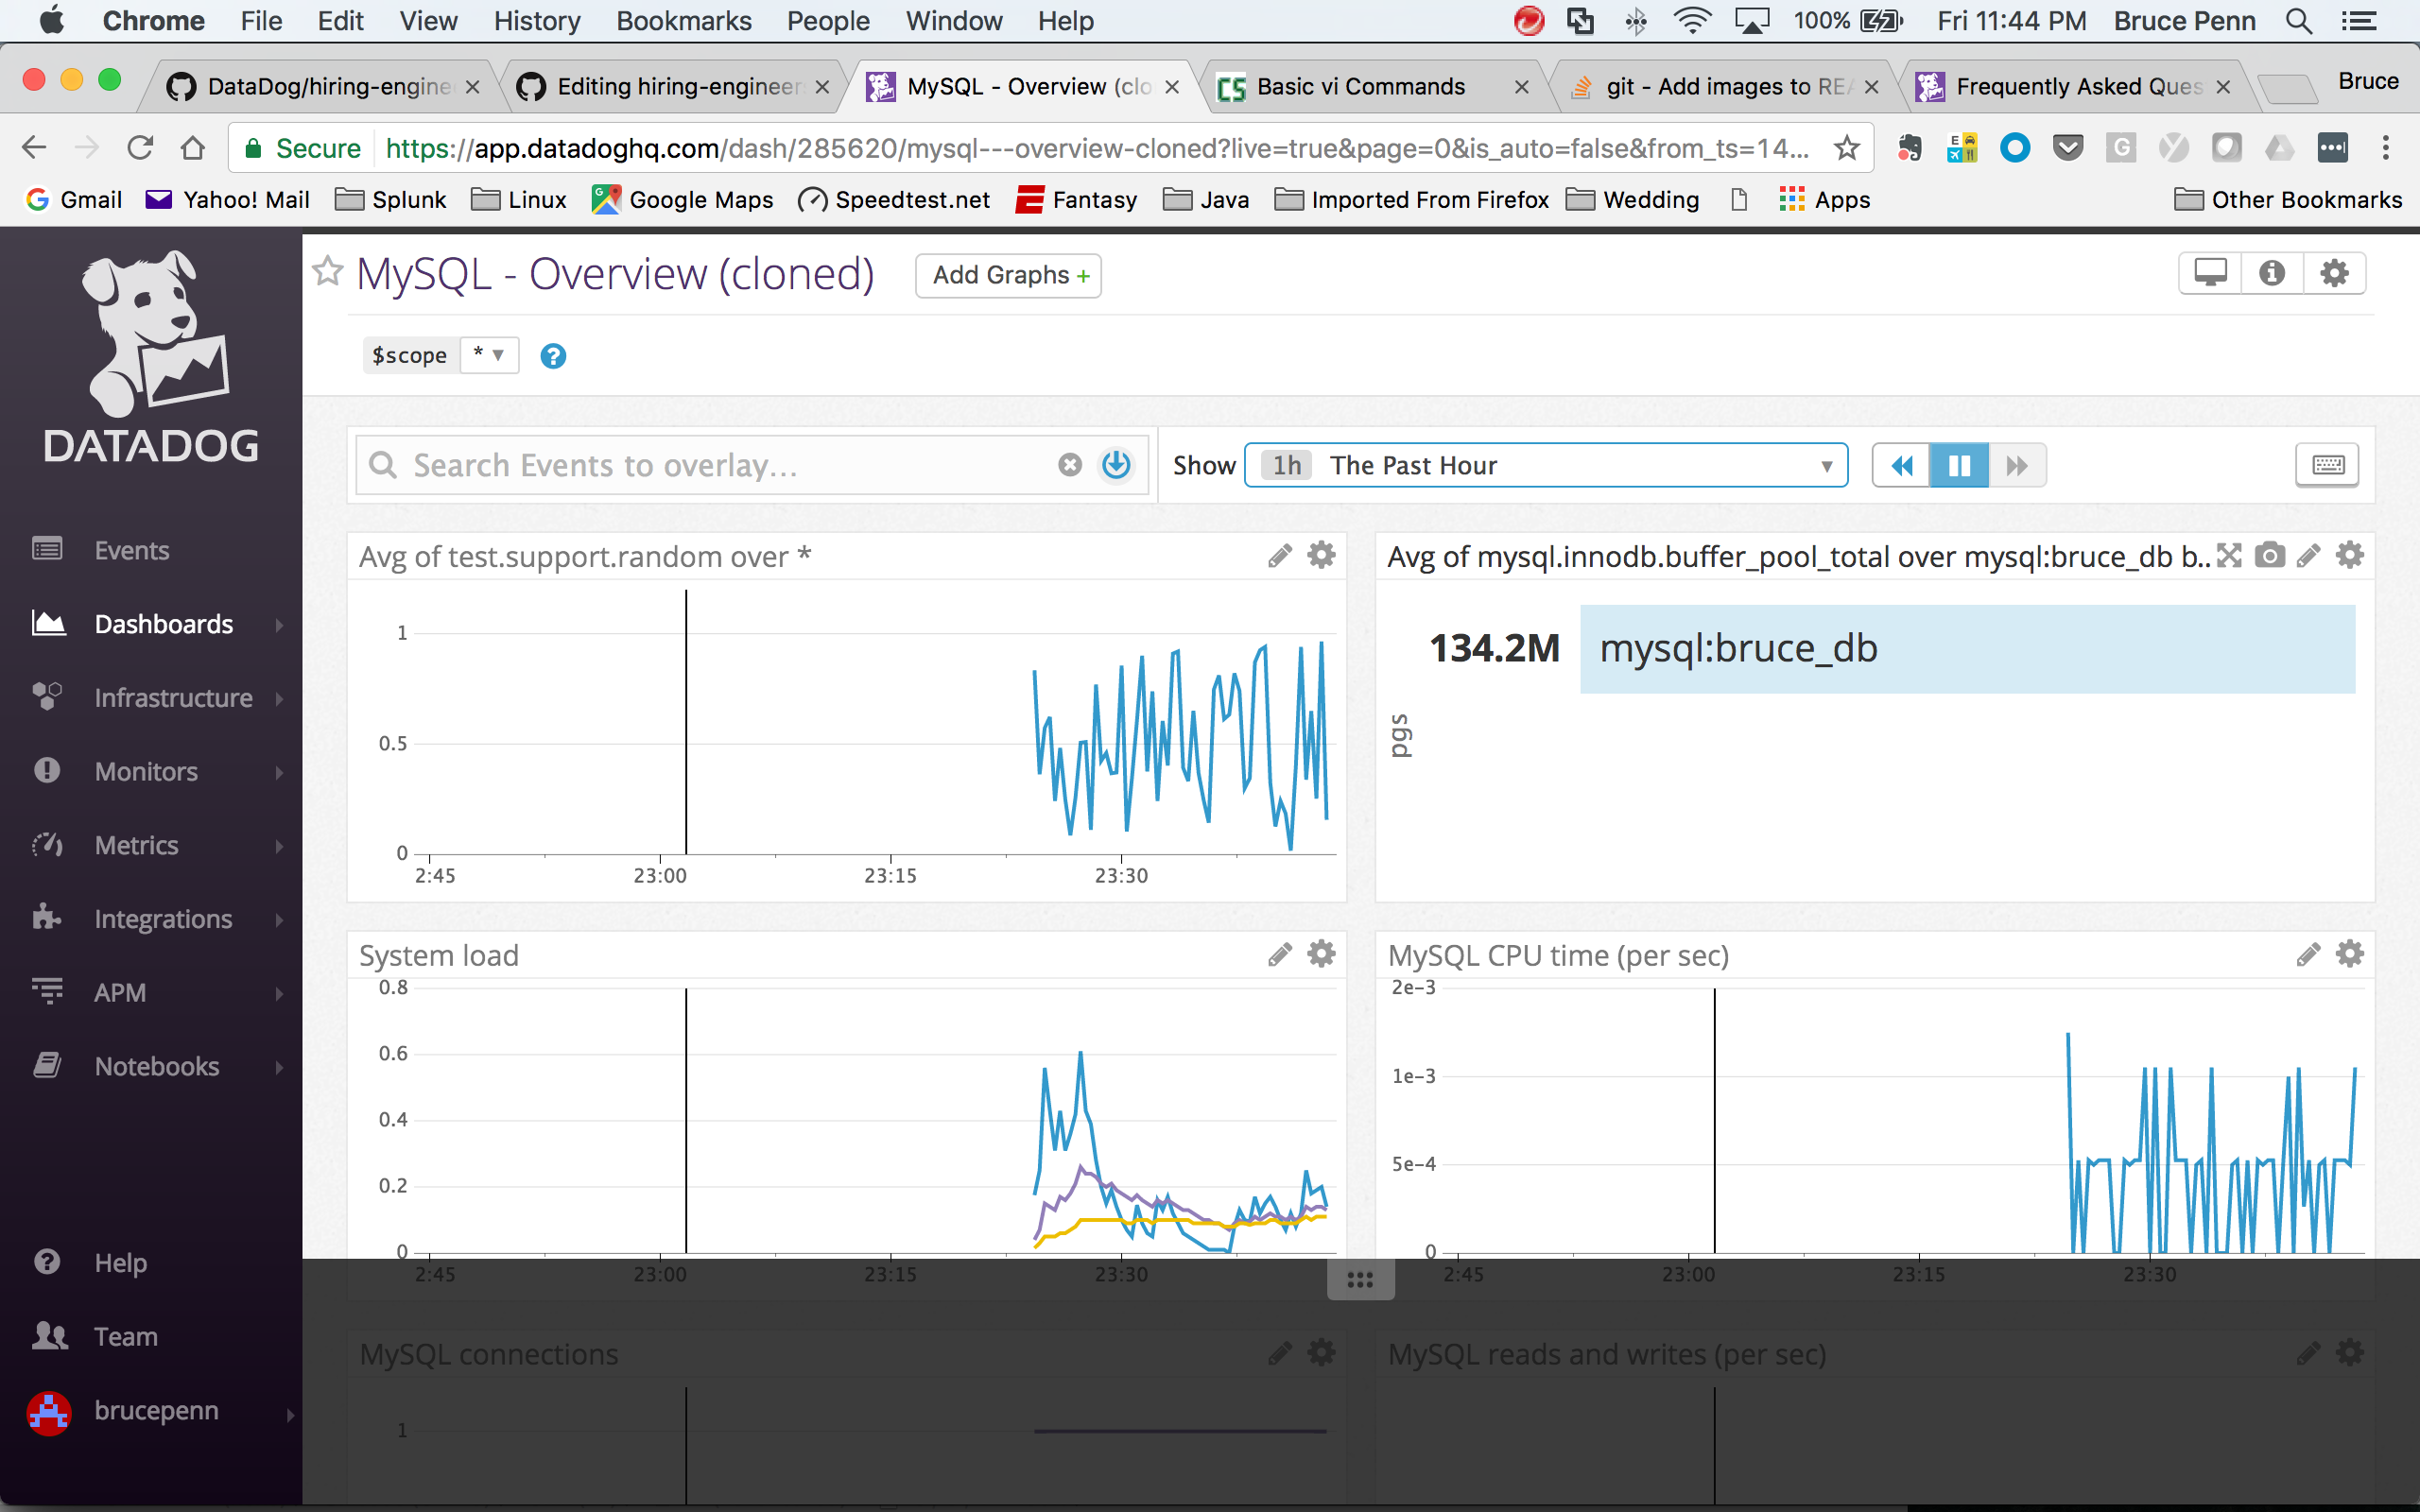 Chrome File Edit View History Bookmarks People Window Help 100% Fri 11:44 PM Bruce Penn
DataDog/hiring-engine Editing hiring-engineer MySQL - Overview (clo Basic vi Commands git - Add images to REA Frequently Asked Ques Bruce
Secure https://app.datadoghq.com/dash/285620/mysql---overview-cloned?live=true&page=0&is_auto=false&from_ts=14...
Gmail Yahoo! Mail Splunk Linux Google Maps Speedtest.net Fantasy Java Imported From Firefox Wedding Apps Other Bookmarks
DATADOG
Events
Dashboards
Infrastructure
Monitors
Metrics
Integrations
APM
Notebooks
Help
Team
brucepenn
MySQL - Overview (cloned) Add Graphs +
$scope * ?
Search Events to overlay... Show 1h The Past Hour
Avg of test.support.random over *
1
0.5
0
2:45 23:00 23:15 23:30
Avg of mysql.innodb.buffer_pool_total over mysql:bruce_db b..
134.2M mysql:bruce_db
pgs
System load
0.8
0.6
0.4
0.2
0
2:45 23:00 23:15 23:30
MySQL CPU time (per sec)
2e-3
1e-3
5e-4
0
2:45 23:00 23:15 23:30
MySQL connections
1
MySQL reads and writes (per sec)